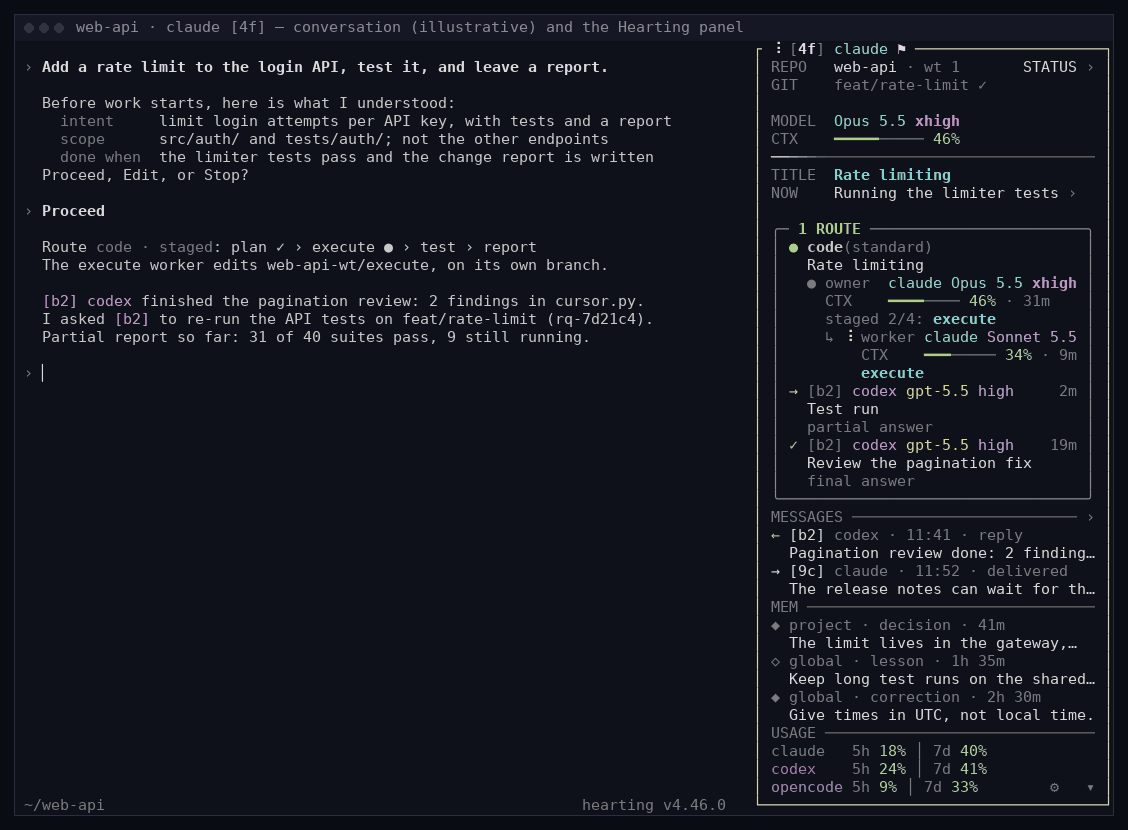 web-api · claude [4f] — conversation (illustrative) and the Hearting panel
› Add a rate limit to the login API, test it, and leave a report.
Before work starts, here is what I understood:
intent limit login attempts per API key, with tests and a report
scope src/auth/ and tests/auth/; not the other endpoints
done when the limiter tests pass and the change report is written
Proceed, Edit, or Stop?
› Proceed
Route code · staged: plan ✓ › execute ● › test › report
The execute worker edits web-api-wt/execute, on its own branch.
[b2] codex finished the pagination review: 2 findings in cursor.py.
I asked [b2] to re-run the API tests on feat/rate-limit (rq-7d21c4).
Partial report so far: 31 of 40 suites pass, 9 still running.
›
~/web-api
hearting v4.46.0
⠸ [4f] claude ⚑
REPO web-api · wt 1 STATUS ›
GIT feat/rate-limit ✓
MODEL Opus 5.5 xhigh
CTX 46%
TITLE Rate limiting
NOW Running the limiter tests ›
1 ROUTE
● code(standard)
Rate limiting
● owner claude Opus 5.5 xhigh
CTX 46% · 31m
staged 2/4: execute
↳ ⠸ worker claude Sonnet 5.5
CTX 34% · 9m
execute
→ [b2] codex gpt-5.5 high 2m
Test run
partial answer
✓ [b2] codex gpt-5.5 high 19m
Review the pagination fix
final answer
MESSAGES ›
← [b2] codex · 11:41 · reply
Pagination review done: 2 finding…
→ [9c] claude · 11:52 · delivered
The release notes can wait for th…
MEM
◆ project · decision · 41m
The limit lives in the gateway,…
◇ global · lesson · 1h 35m
Keep long test runs on the shared…
◆ global · correction · 2h 30m
Give times in UTC, not local time.
USAGE
claude 5h 18% │ 7d 40%
codex 5h 24% │ 7d 41%
opencode 5h 9% │ 7d 33% ⚙ ▾